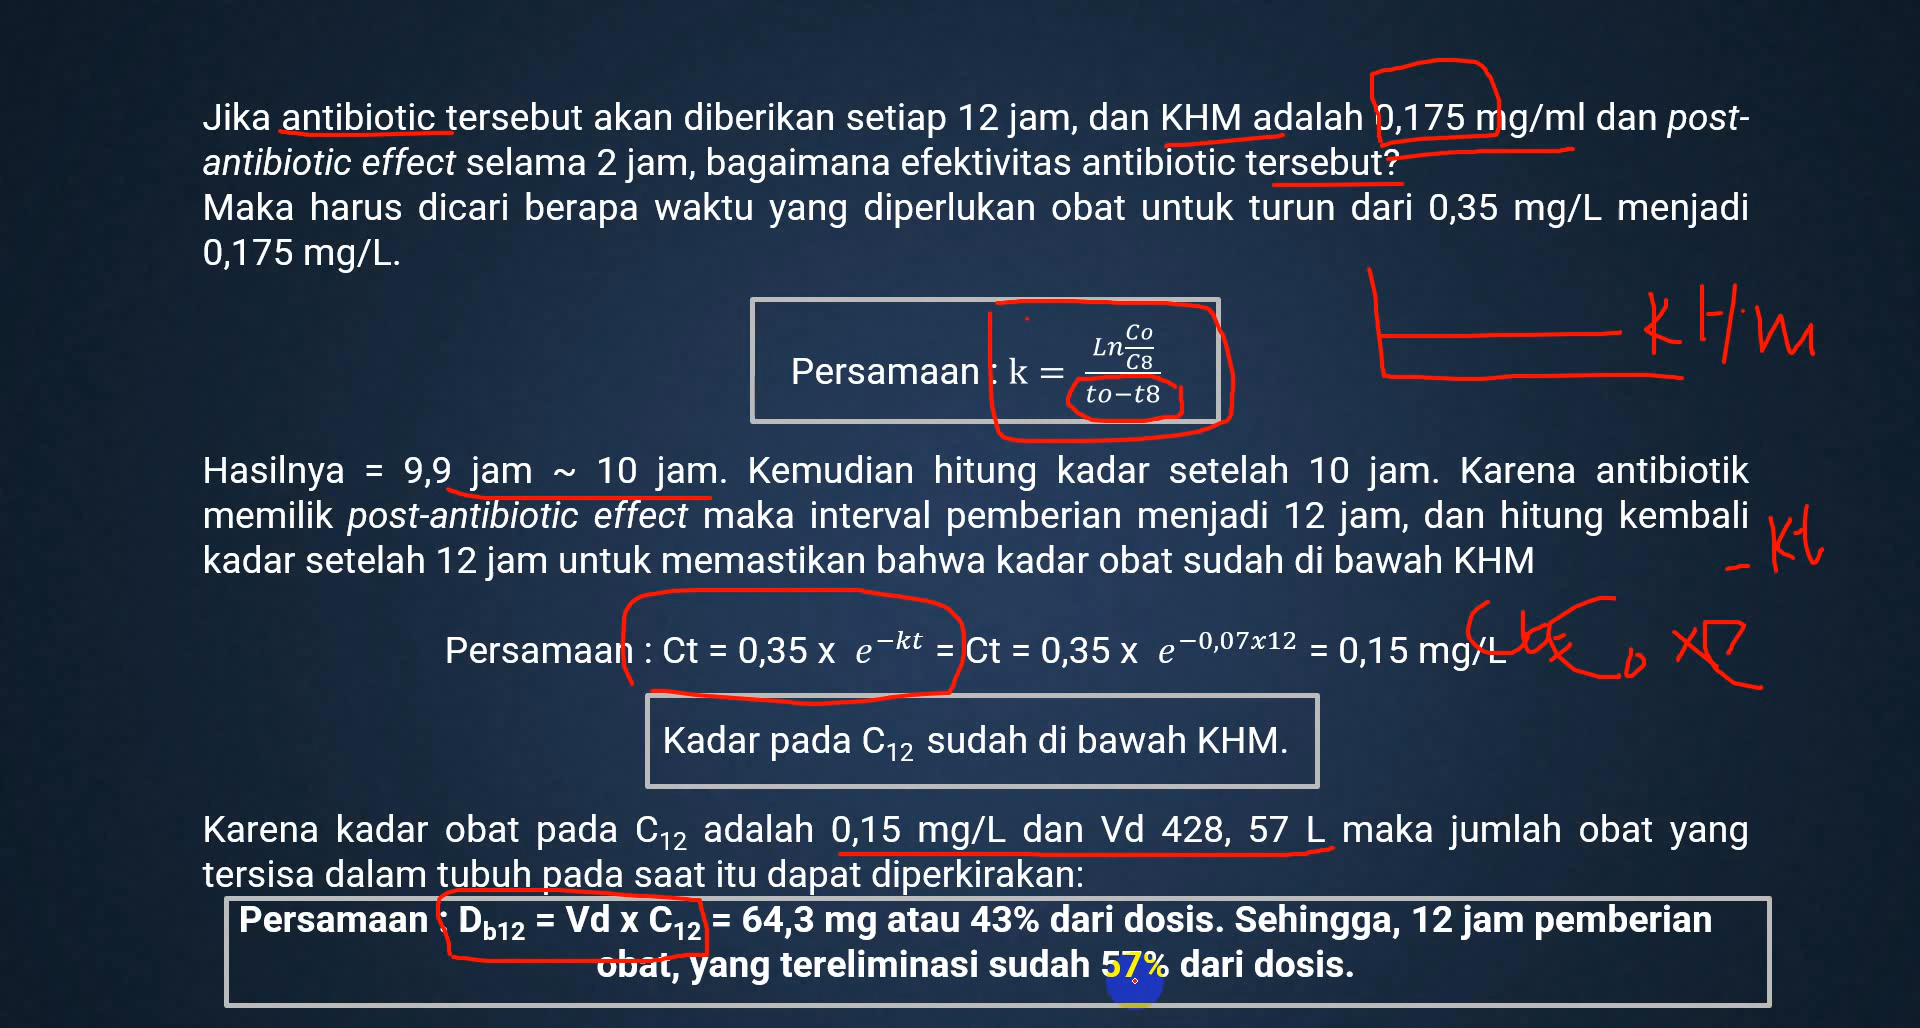 Jika antibiotic tersebut akan diberikan setiap 12 jam, dan KHM adalah 0,175 mg/ml dan post-
antibiotic effect selama 2 jam, bagaimana efektivitas antibiotic tersebut?
Maka harus dicari berapa waktu yang diperlukan obat untuk turun dari 0,35 mg/L menjadi
0,175 mg/L.
KHM
Persamaan : k = Ln Co/C8 / to−t8
Hasilnya = 9,9 jam ~ 10 jam. Kemudian hitung kadar setelah 10 jam. Karena antibiotik
memilik post-antibiotic effect maka interval pemberian menjadi 12 jam, dan hitung kembali
kadar setelah 12 jam untuk memastikan bahwa kadar obat sudah di bawah KHM
Persamaan : Ct = 0,35 x e^−kt = Ct = 0,35 x e^−0,07x12 = 0,15 mg/L
Ct = Co x e^−kt
Kadar pada C12 sudah di bawah KHM.
Karena kadar obat pada C12 adalah 0,15 mg/L dan Vd 428, 57 L maka jumlah obat yang
tersisa dalam tubuh pada saat itu dapat diperkirakan:
Persamaan : Db12 = Vd x C12 = 64,3 mg atau 43% dari dosis. Sehingga, 12 jam pemberian
obat, yang tereliminasi sudah 57% dari dosis.